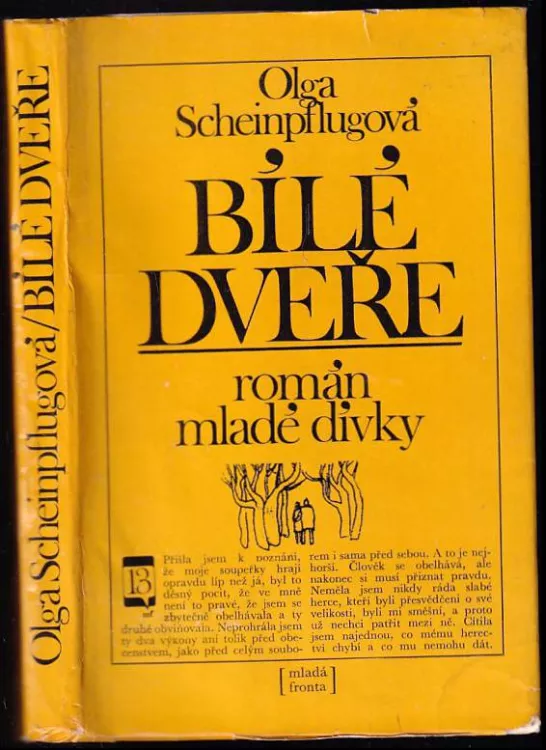 Olga Scheinpflugová/BÍLÉ DVEŘE
Olga
Scheinpflugová
BÍLÉ
DVEŘE
román
mladé dívky
13
Přišla jsem k poznání,
že moje soupeřky hrají
opravdu líp než já, byl to
děsný pocit, že ve mně
není to pravé, že jsem se
zbytečně obelhávala a ty
druhé obviňovala. Neprohrála jsem
ty dva výkony ani tolik před obe-
censtvem, jako před celým soubo-
rem i sama před sebou. A to je nej-
horší. Člověk se obelhává, ale
nakonec si musí přiznat pravdu.
Neměla jsem nikdy ráda slabé
herce, kteří byli přesvědčeni o své
velikosti, byli mi směšní, a proto
už nechci patřit mezi ně. Cítila
jsem najednou, co mému herec-
tví chybí a co mu nemohu dát.
[mladá
fronta]